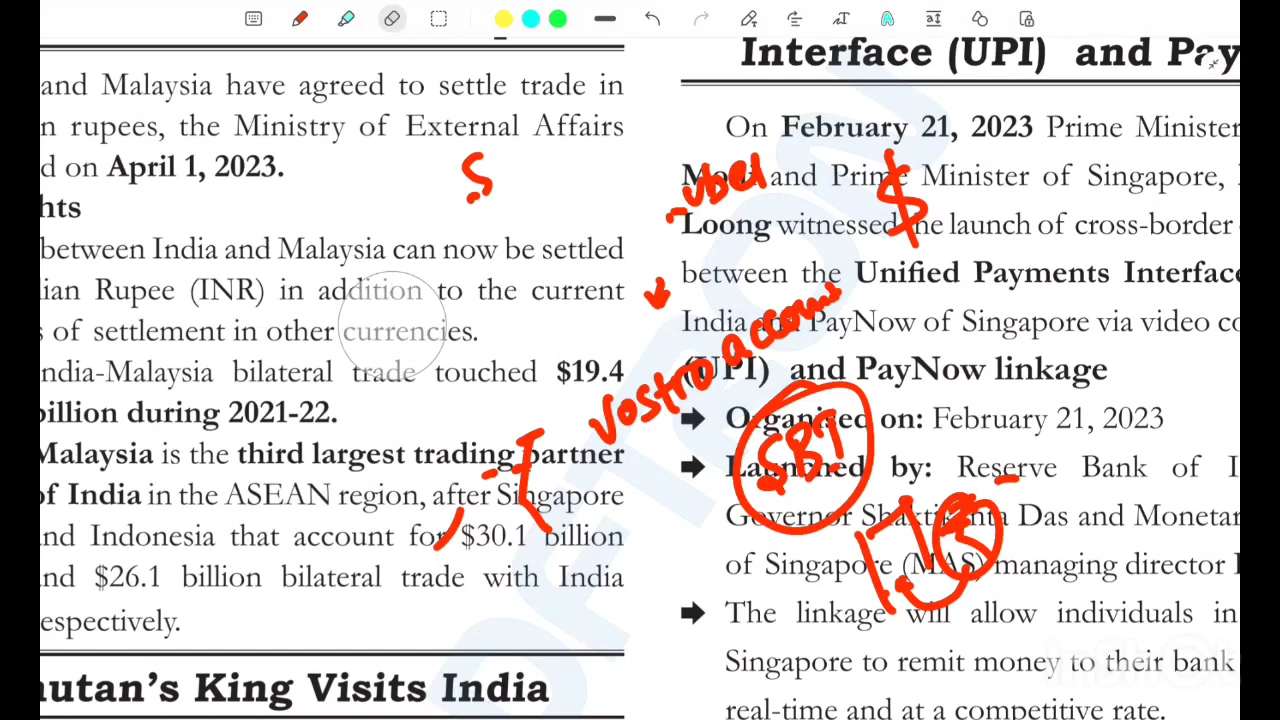 and Malaysia have agreed to settle trade in
n rupees, the Ministry of External Affairs
d on April 1, 2023.
hts
between India and Malaysia can now be settled
ian Rupee (INR) in addition to the current
s of settlement in other currencies.
ndia-Malaysia bilateral trade touched $19.4
billion during 2021-22.
Malaysia is the third largest trading partner
of India in the ASEAN region, after Singapore
nd Indonesia that account for $30.1 billion
nd $26.1 billion bilateral trade with India
espectively.
hutan's King Visits India
Interface (UPI) and Pay
On February 21, 2023 Prime Minister
Modi and Prime Minister of Singapore,
Loong witnessed the launch of cross-border
between the Unified Payments Interface
India and PayNow of Singapore via video co
(UPI) and PayNow linkage
Organised on: February 21, 2023
Launched by: Reserve Bank of I
Governor Shaktikanta Das and Monetar
of Singapore (MAS) managing director
The linkage will allow individuals in
Singapore to remit money to their bank
real-time and at a competitive rate.
$
Vostro account
SBT